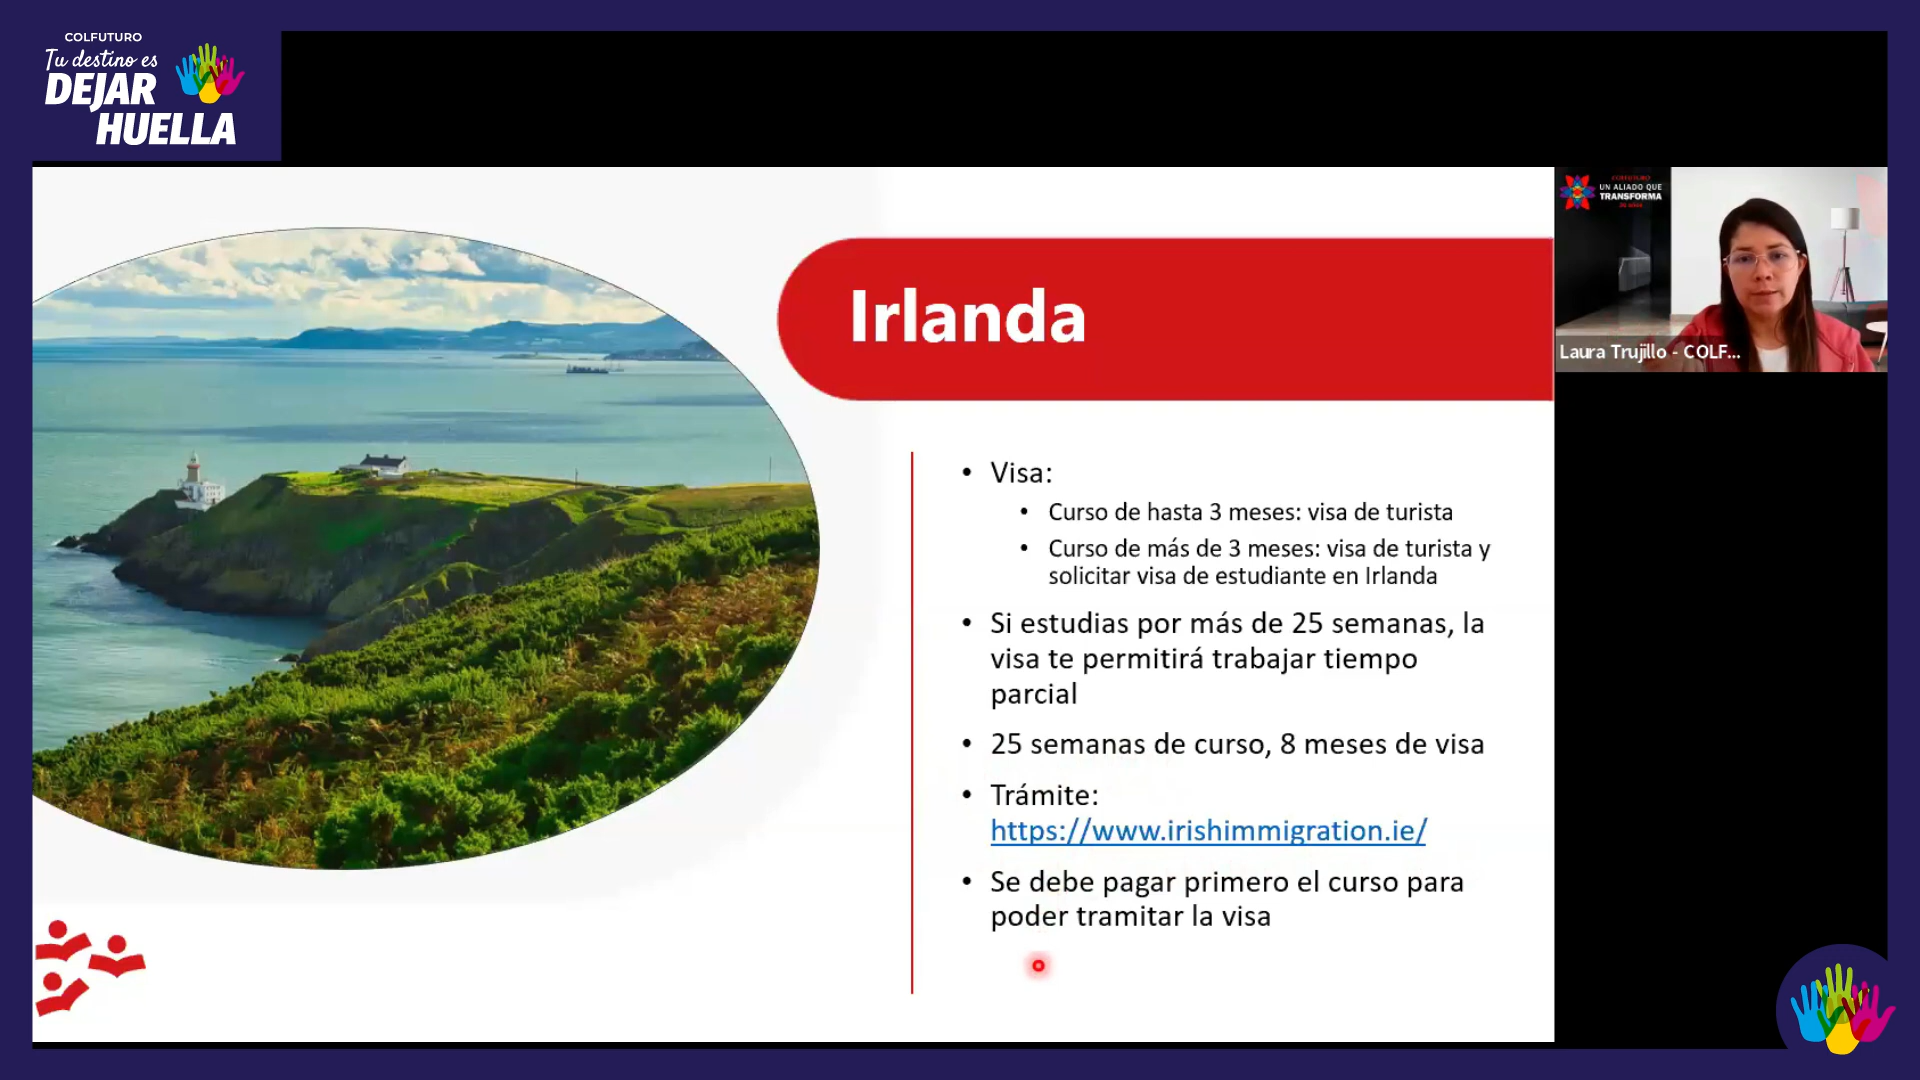 COLFUTURO
Tu destino es
DEJAR
HUELLA
Irlanda
• Visa:
• Curso de hasta 3 meses: visa de turista
• Curso de más de 3 meses: visa de turista y
solicitar visa de estudiante en Irlanda
• Si estudias por más de 25 semanas, la
visa te permitirá trabajar tiempo
parcial
• 25 semanas de curso, 8 meses de visa
• Trámite:
https://www.irishimmigration.ie/
• Se debe pagar primero el curso para
poder tramitar la visa
UN ALIADO QUE
TRANSFORMA
Laura Trujillo - COLF...